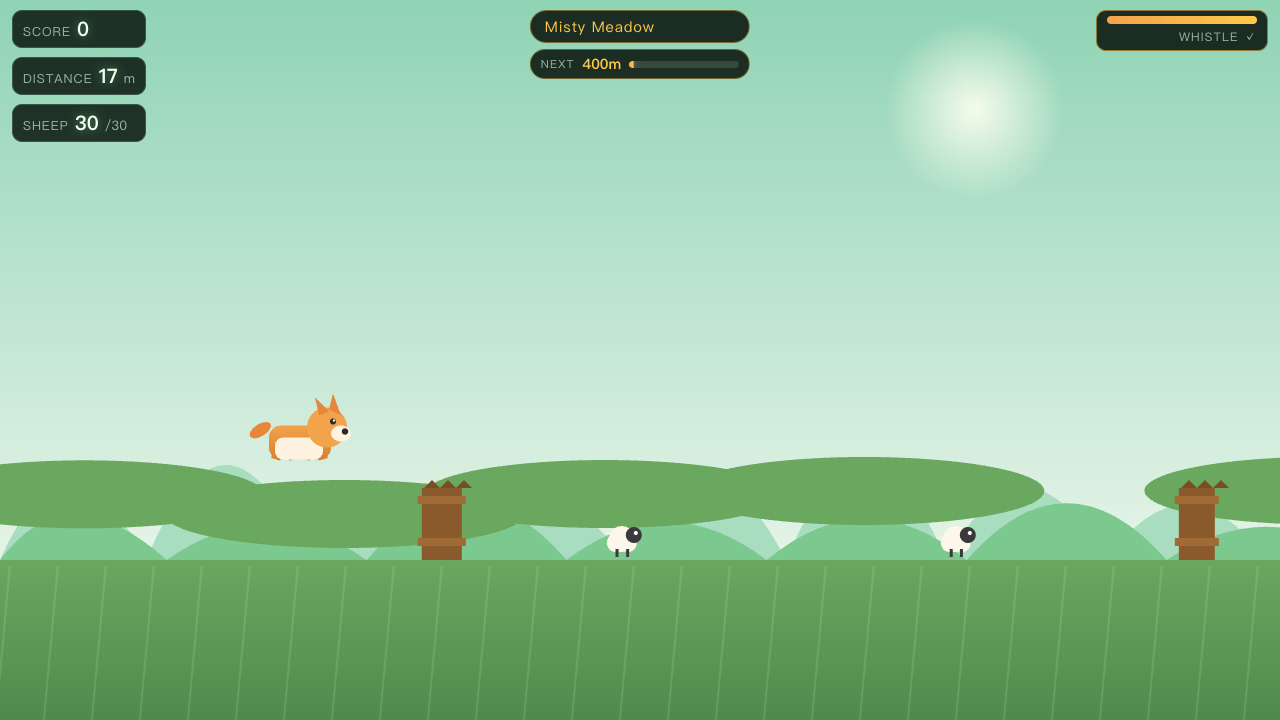 SCORE 0
DISTANCE 17 m
SHEEP 30 /30
Misty Meadow
NEXT 400m
WHISTLE ✓